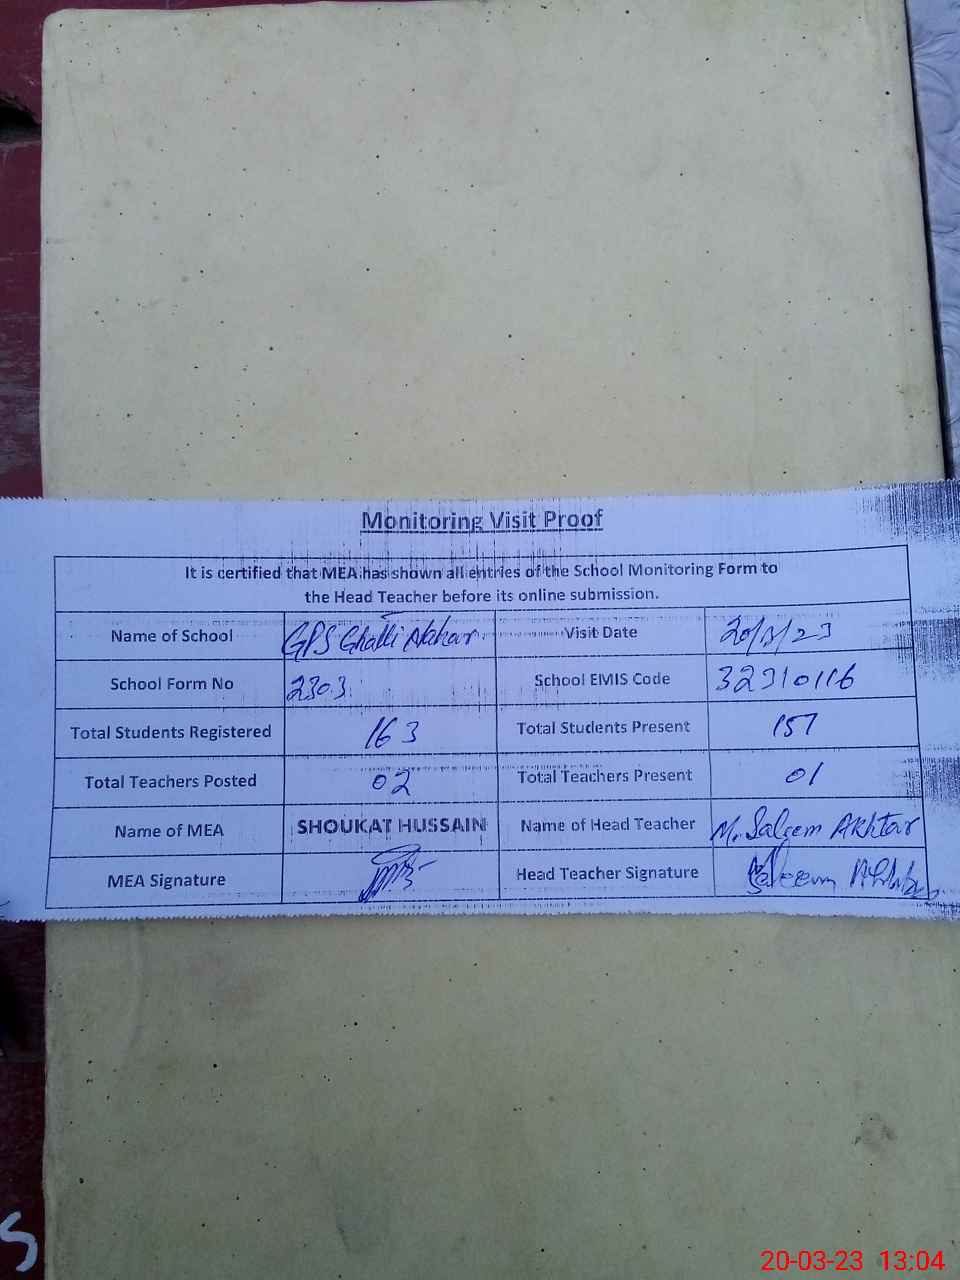 Monitoring Visit Proof
It is certified that MEA has shown all entries of the School Monitoring Form to
the Head Teacher before its online submission.
Name of School GPS Ghalli Nahar Visit Date 20/3/23
School Form No 2303 School EMIS Code 32310116
Total Students Registered 163 Total Students Present 157
Total Teachers Posted 02 Total Teachers Present 01
Name of MEA SHOUKAT HUSSAIN Name of Head Teacher M. Saleem Akhtar
MEA Signature Head Teacher Signature Saleem Akhtar
S
20-03-23 13:04